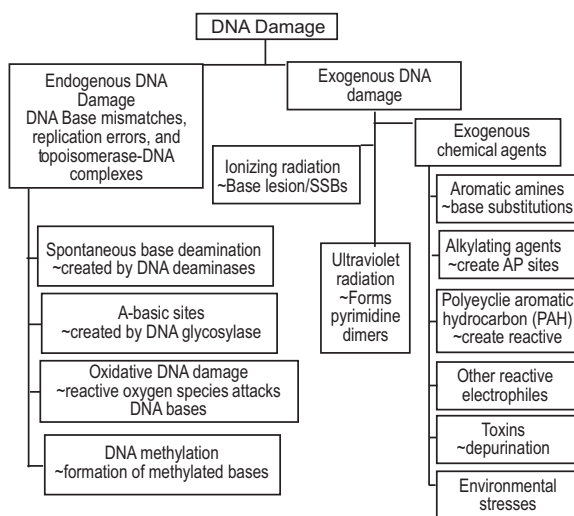 DNA Damage
Endogenous DNA
Damage
DNA Base mismatches,
replication errors, and
topoisomerase-DNA
complexes
Spontaneous base deamination
~created by DNA deaminases
A-basic sites
~created by DNA glycosylase
Oxidative DNA damage
~reactive oxygen species attacks
DNA bases
DNA methylation
~formation of methylated bases
Exogenous DNA
damage
Ionizing radiation
~Base lesion/SSBs
Ultraviolet
radiation
~Forms
pyrimidine
dimers
Exogenous
chemical agents
Aromatic amines
~base substitutions
Alkylating agents
~create AP sites
Polyeyclie aromatic
hydrocarbon (PAH)
~create reactive
Other reactive
electrophiles
Toxins
~depurination
Environmental
stresses